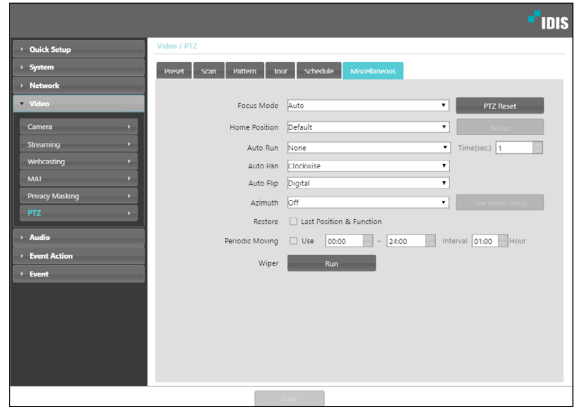 IDIS
Quick Setup
System
Network
Video
Camera
Streaming
Webcasting
MAT
Privacy Masking
PTZ
Audio
Event Action
Event
Video / PTZ
Preset Scan Pattern Tour Schedule Miscellaneous
Focus Mode Auto PTZ Reset
Home Position Default Setup
Auto Run None Time(sec.) 1
Auto Pan Clockwise
Auto Flip Digital
Azimuth Off
Restore Last Position & Function
Periodic Moving Use 00:00 ~ 24:00 Interval 01:00 Hour
Wiper Run
Save